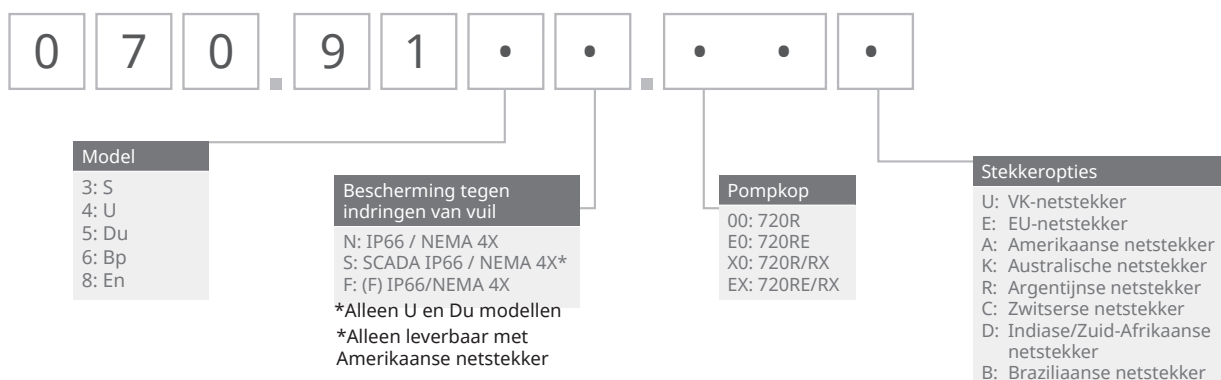 0 7 0 . 9 1 • • . • • •
Model
3: S
4: U
5: Du
6: Bp
8: En
Bescherming tegen
indringen van vuil
N: IP66 / NEMA 4X
S: SCADA IP66 / NEMA 4X*
F: (F) IP66/NEMA 4X
*Alleen U en Du modellen
*Alleen leverbaar met
Amerikaanse netstekker
Pompkop
00: 720R
E0: 720RE
X0: 720R/RX
EX: 720RE/RX
Stekkeropties
U: VK-netstekker
E: EU-netstekker
A: Amerikaanse netstekker
K: Australische netstekker
R: Argentijnse netstekker
C: Zwitserse netstekker
D: Indiase/Zuid-Afrikaanse
netstekker
B: Braziliaanse netstekker